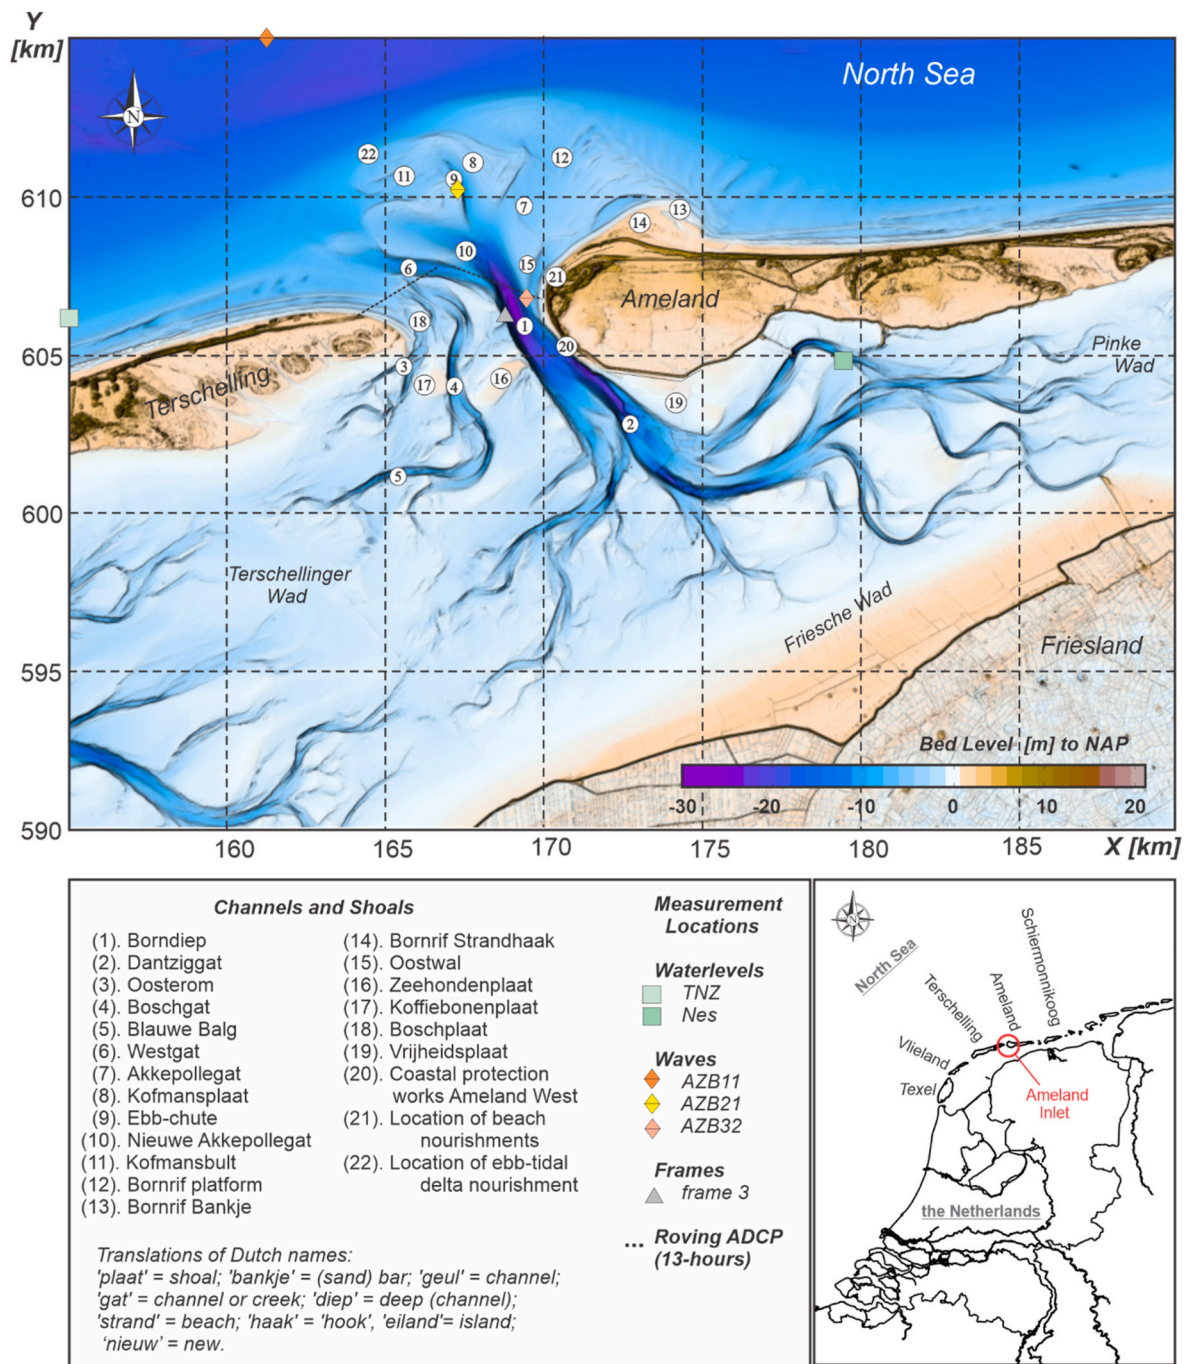 Y
[km]
North Sea
N
22
8
12
11
9
610
7
13
14
10
15
6
21
Ameland
1
18
20
605
Pinke
Wad
3
Terschelling
17
4
16
19
2
5
600
Terschellinger
Wad
Friesche Wad
Friesland
595
Bed Level [m] to NAP
-30 -20 -10 0 10 20
590
160 165 170 175 180 185 X [km]
Channels and Shoals
(1). Borndiep
(2). Dantziggat
(3). Oosterom
(4). Boschgat
(5). Blauwe Balg
(6). Westgat
(7). Akkepollegat
(8). Kofmansplaat
(9). Ebb-chute
(10). Nieuwe Akkepollegat
(11). Kofmansbult
(12). Bornrif platform
(13). Bornrif Bankje
(14). Bornrif Strandhaak
(15). Oostwal
(16). Zeehondenplaat
(17). Koffiebonenplaat
(18). Boschplaat
(19). Vrijheidsplaat
(20). Coastal protection
works Ameland West
(21). Location of beach
nourishments
(22). Location of ebb-tidal
delta nourishment
Translations of Dutch names:
'plaat' = shoal; 'bankje' = (sand) bar; 'geul' = channel;
'gat' = channel or creek; 'diep' = deep (channel);
'strand' = beach; 'haak' = 'hook', 'eiland'= island;
‘nieuw’ = new.
Measurement
Locations
Waterlevels
TNZ
Nes
Waves
AZB11
AZB21
AZB32
Frames
frame 3
... Roving ADCP
(13-hours)
N
North Sea
Schiermonnikoog
Ameland
Terschelling
Vlieland
Texel
Ameland
Inlet
the Netherlands